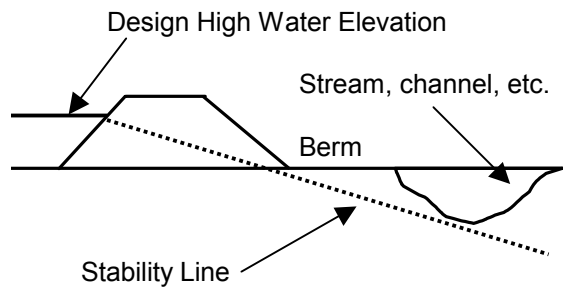 Design High Water Elevation
Stream, channel, etc.
Berm
Stability Line